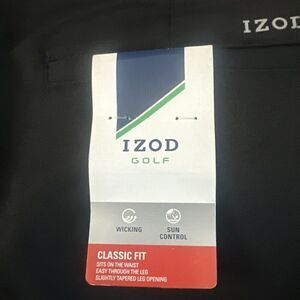 IZOD
IZOD
GOLF
WICKING
SUN
CONTROL
CLASSIC FIT
SITS ON THE WAIST
EASY THROUGH THE LEG
SLIGHTLY TAPERED LEG OPENING